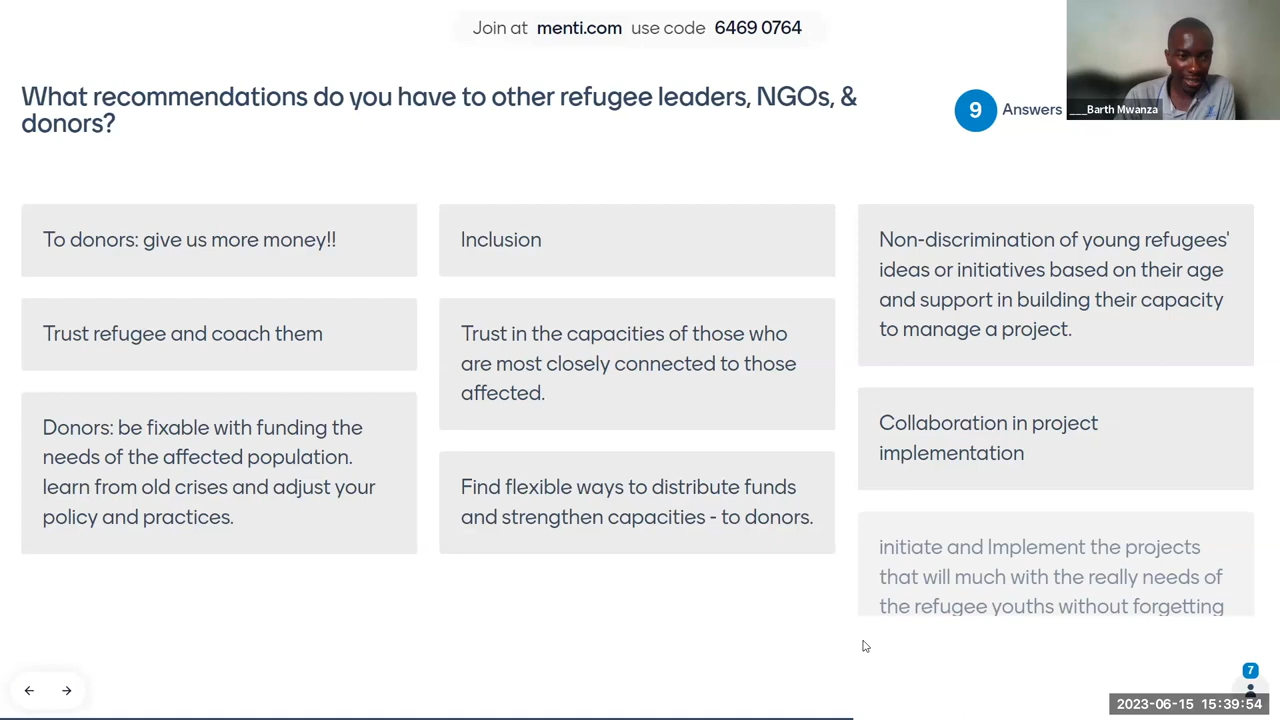 Join at menti.com use code 6469 0764
What recommendations do you have to other refugee leaders, NGOs, &
donors?
9 Answers
___Barth Mwanza
To donors: give us more money!!
Trust refugee and coach them
Donors: be fixable with funding the
needs of the affected population.
learn from old crises and adjust your
policy and practices.
Inclusion
Trust in the capacities of those who
are most closely connected to those
affected.
Find flexible ways to distribute funds
and strengthen capacities - to donors.
Non-discrimination of young refugees'
ideas or initiatives based on their age
and support in building their capacity
to manage a project.
Collaboration in project
implementation
initiate and Implement the projects
that will much with the really needs of
the refugee youths without forgetting
7
2023-06-15 15:39:54